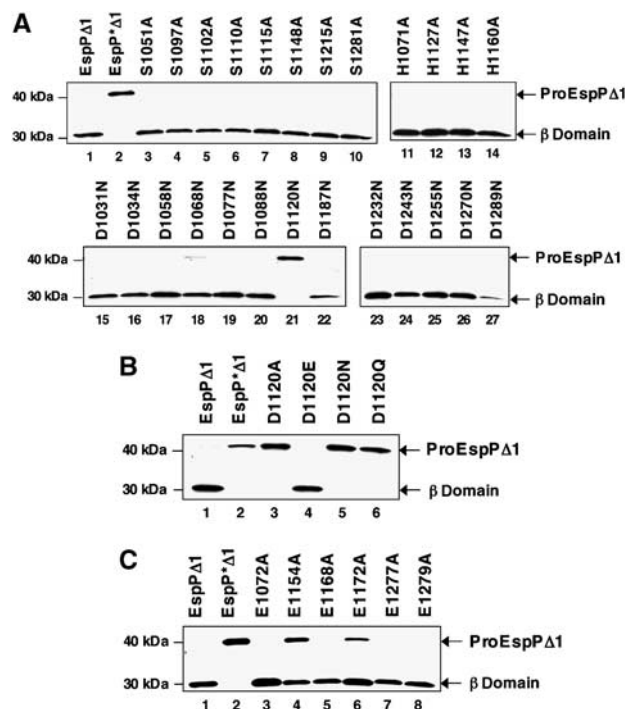 A
EspPΔ1 EspP*Δ1 S1051A S1097A S1102A S1110A S1115A S1148A S1215A S1281A H1071A H1127A H1147A H1160A
40 kDa ProEspPΔ1
30 kDa β Domain
1 2 3 4 5 6 7 8 9 10 11 12 13 14
D1031N D1034N D1058N D1068N D1077N D1088N D1120N D1187N D1232N D1243N D1255N D1270N D1289N
40 kDa ProEspPΔ1
30 kDa β Domain
15 16 17 18 19 20 21 22 23 24 25 26 27
B
EspPΔ1 EspP*Δ1 D1120A D1120E D1120N D1120Q
40 kDa ProEspPΔ1
30 kDa β Domain
1 2 3 4 5 6
C
EspPΔ1 EspP*Δ1 E1072A E1154A E1168A E1172A E1277A E1279A
40 kDa ProEspPΔ1
30 kDa β Domain
1 2 3 4 5 6 7 8